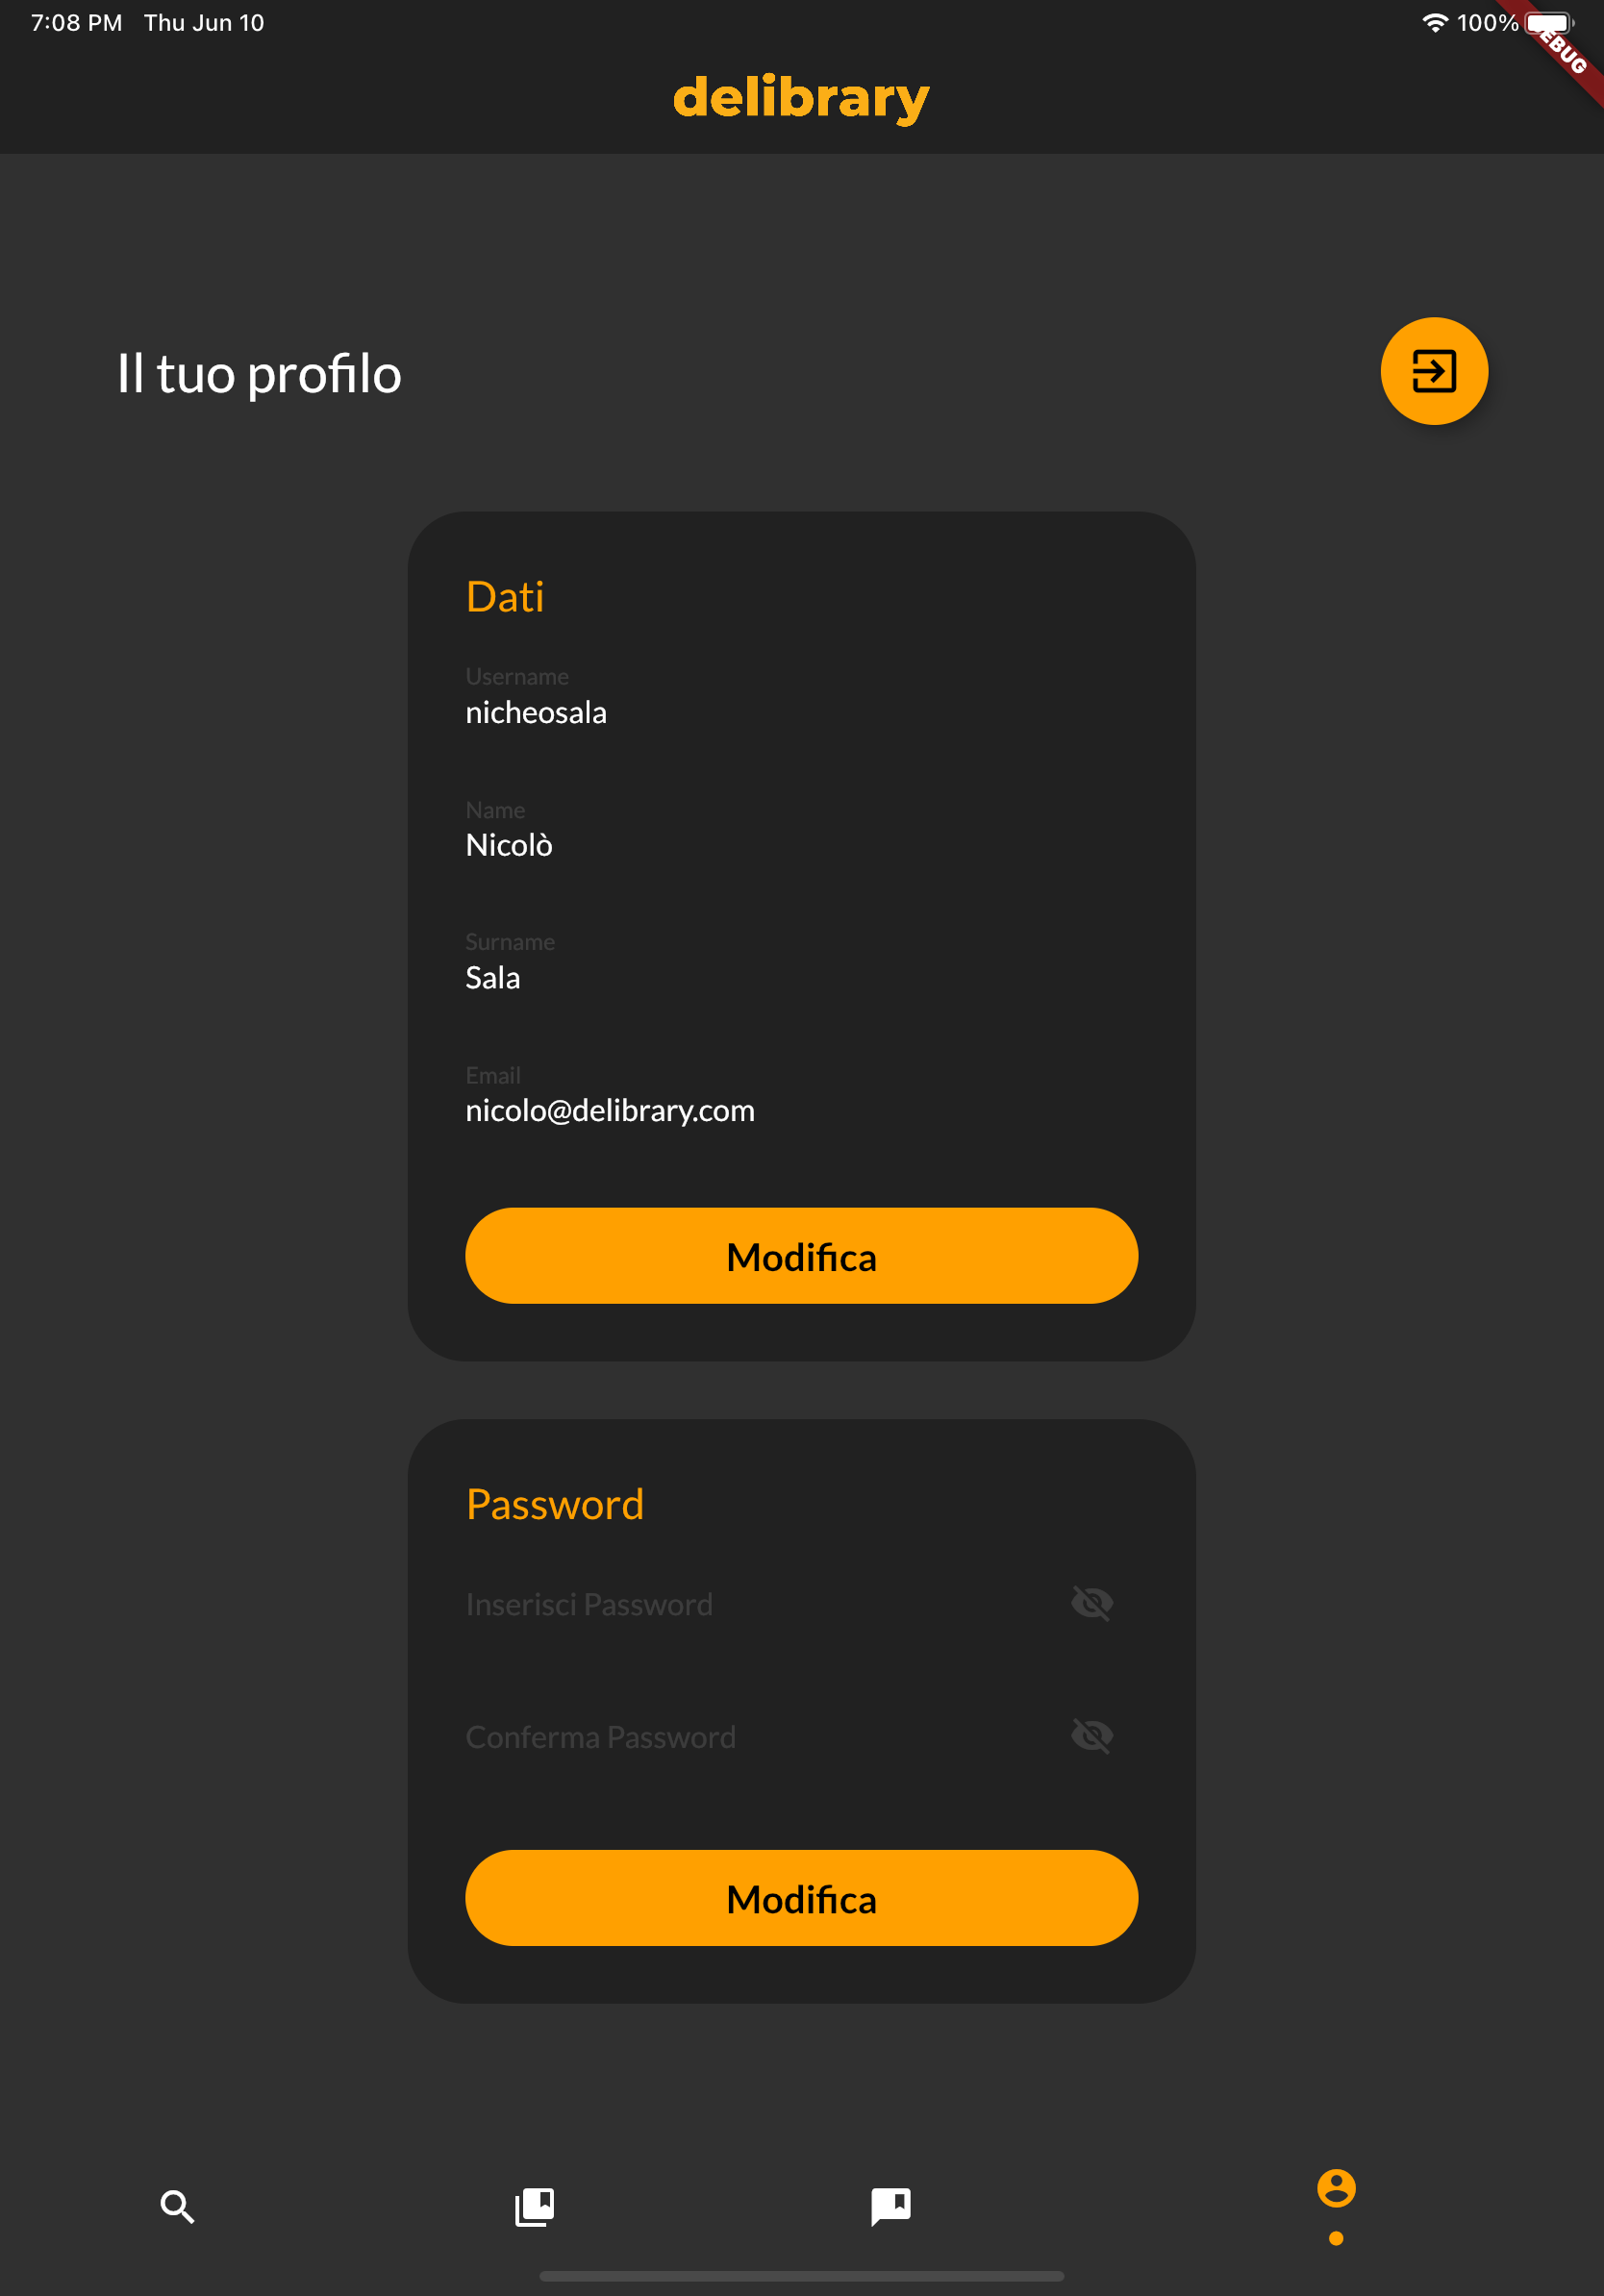 7:08 PM Thu Jun 10
100%
EBUG
delibrary
Il tuo profilo
Dati
Username
nicheosala
Name
Nicolò
Surname
Sala
Email
nicolo@delibrary.com
Modifica
Password
Inserisci Password
Conferma Password
Modifica